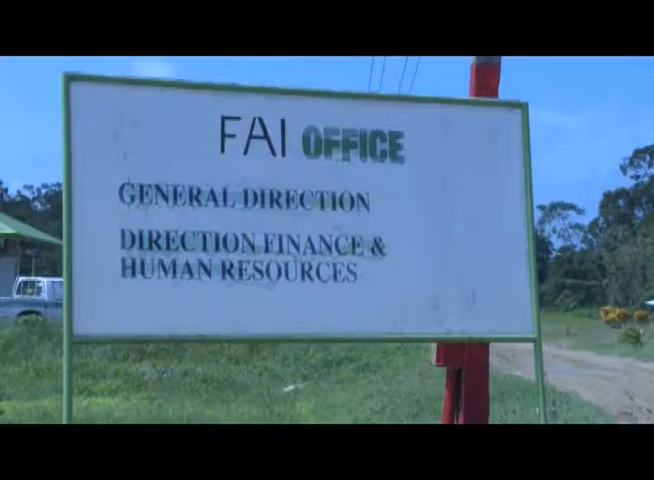 FAI OFFICE
GENERAL DIRECTION
DIRECTION FINANCE &
HUMAN RESOURCES